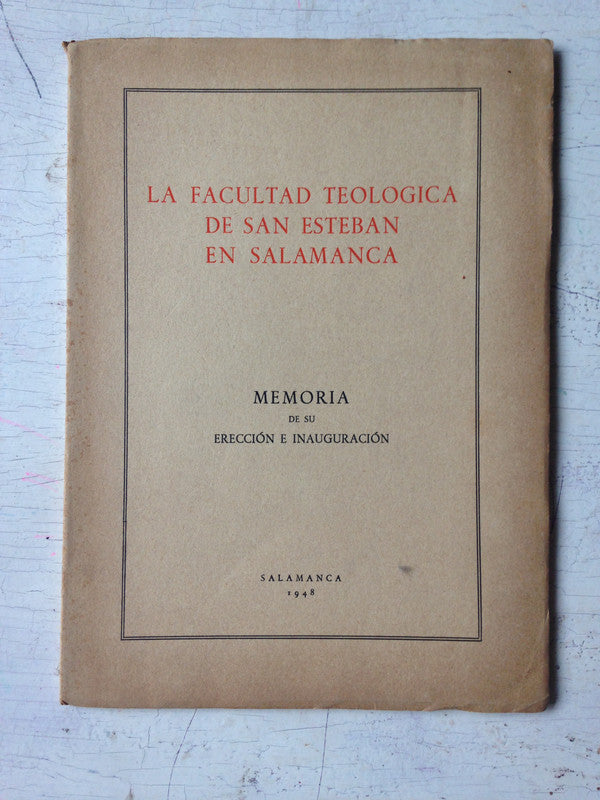 LA FACULTAD TEOLOGICA
DE SAN ESTEBAN
EN SALAMANCA
MEMORIA
DE SU
ERECCIÓN E INAUGURACIÓN
SALAMANCA
1948